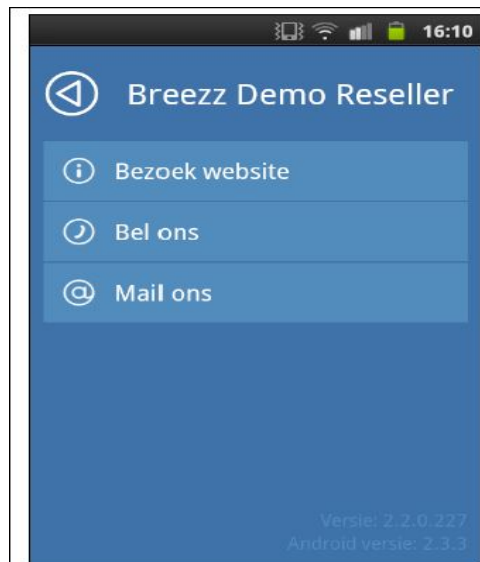 16:10
Breezz Demo Reseller
Bezoek website
Bel ons
@ Mail ons
Versie: 2.2.0.227
Android versie: 2.3.3